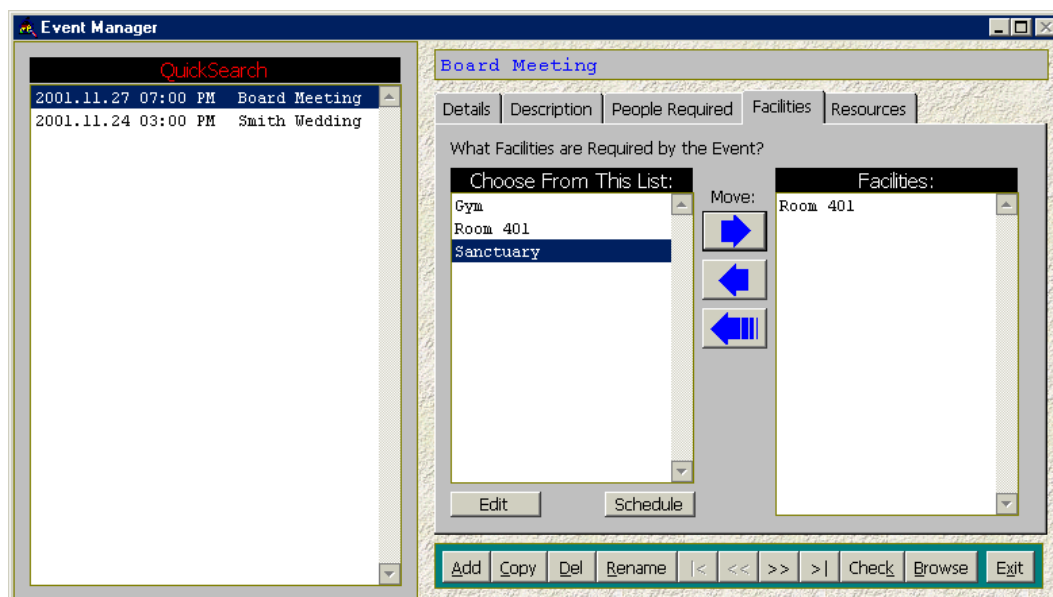 Event Manager
QuickSearch
2001.11.27 07:00 PM Board Meeting
2001.11.24 03:00 PM Smith Wedding
Board Meeting
Details Description People Required Facilities Resources
What Facilities are Required by the Event?
Choose From This List:
Gym
Room 401
Sanctuary
Move:
Facilities:
Room 401
Edit Schedule
Add Copy Del Rename |< << >> >| Check Browse Exit